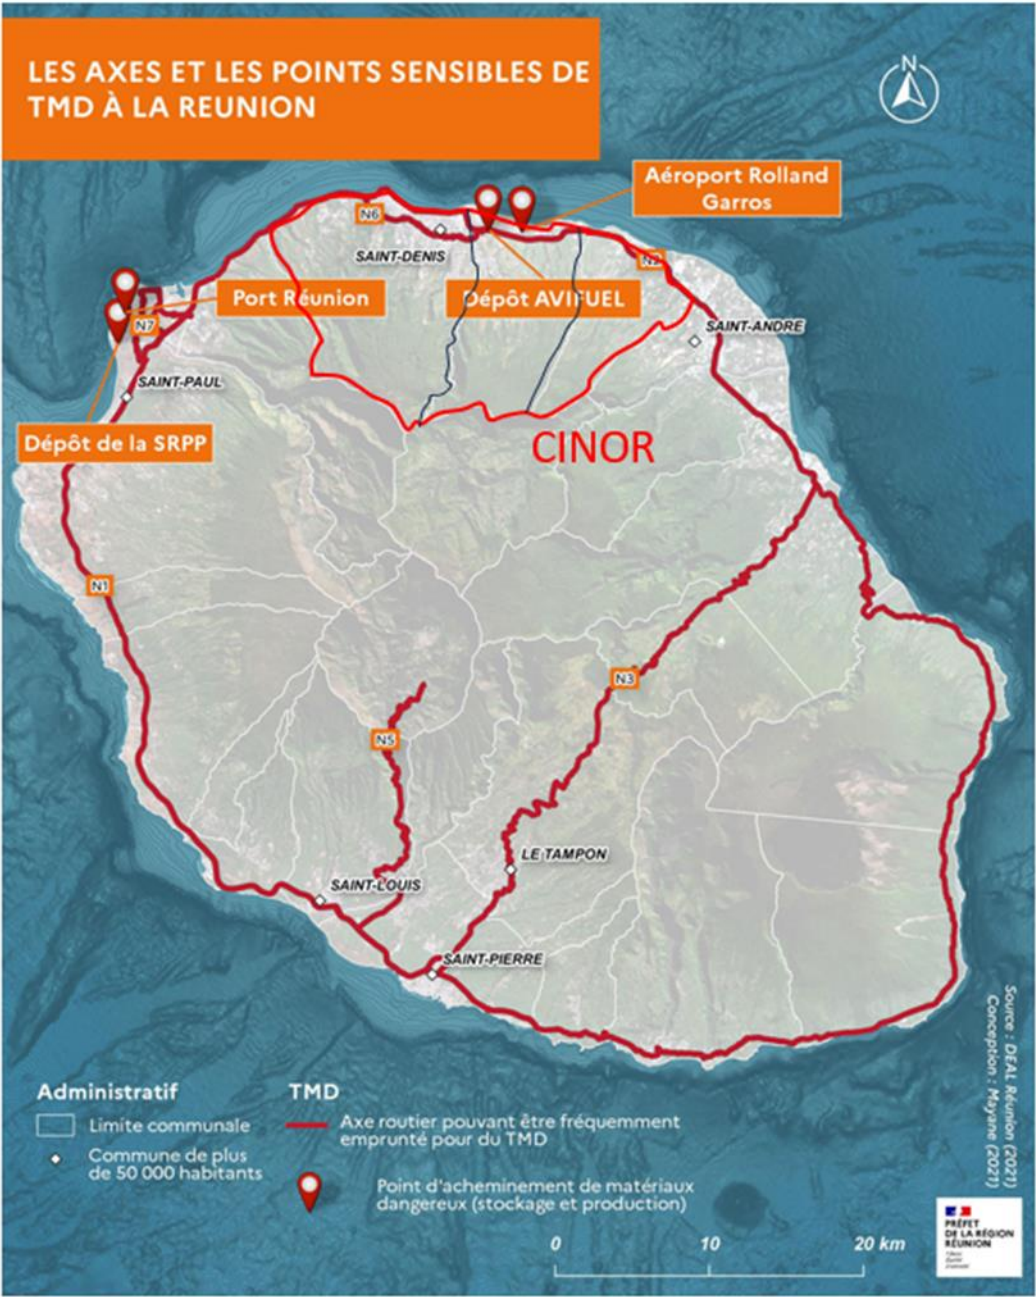 LES AXES ET LES POINTS SENSIBLES DE
TMD À LA REUNION
N
Aéroport Rolland
Garros
N6
SAINT-DENIS
N2
Port Réunion
Dépôt AVIFUEL
N7
SAINT-ANDRE
SAINT-PAUL
Dépôt de la SRPP
CINOR
N1
N3
N5
LE TAMPON
SAINT-LOUIS
SAINT-PIERRE
Source : DEAL Réunion (2021)
Conception : Mayane (2021)
Administratif
Limite communale
Commune de plus
de 50 000 habitants
TMD
Axe routier pouvant être fréquemment
emprunté pour du TMD
Point d'acheminement de matériaux
dangereux (stockage et production)
0 10 20 km
PRÉFET
DE LA RÉGION
RÉUNION